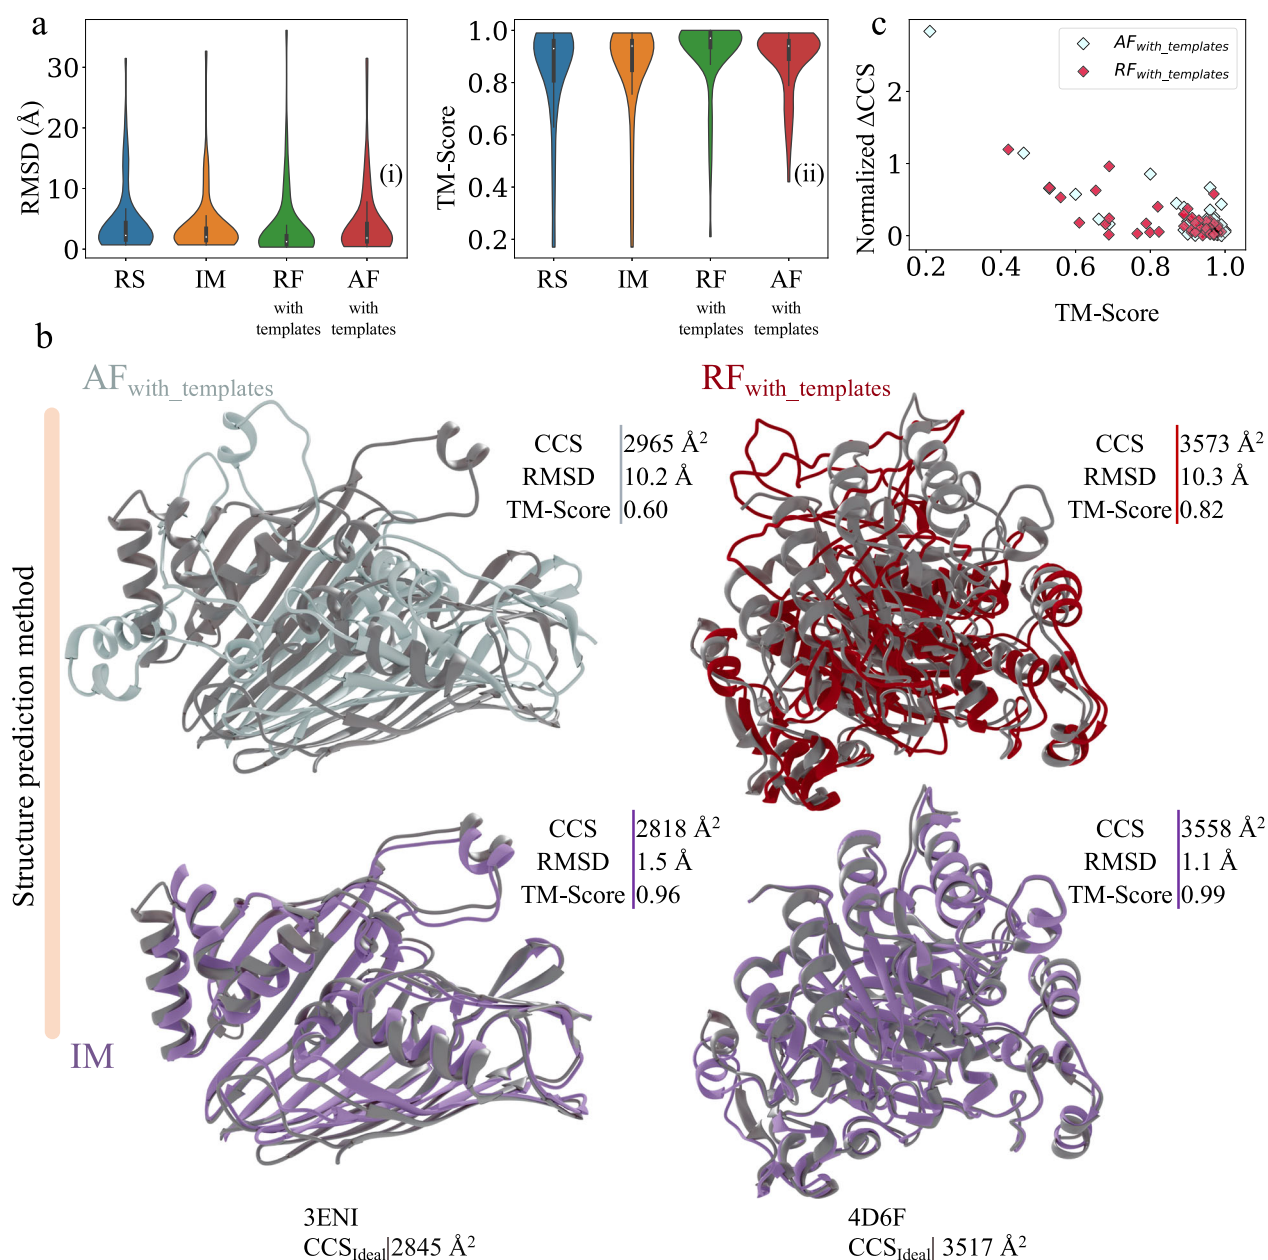 a
RMSD (Å)
30
20
10
0
(i)
RS
IM
RF
with
templates
AF
with
templates
TM-Score
1.0
0.8
0.6
0.4
0.2
(ii)
RS
IM
RF
with
templates
AF
with
templates
c
Normalized ΔCCS
2
1
0
AFwith_templates
RFwith_templates
0.2 0.4 0.6 0.8 1.0
TM-Score
b
Structure prediction method
AFwith_templates
CCS 2965 Å²
RMSD 10.2 Å
TM-Score 0.60
RFwith_templates
CCS 3573 Å²
RMSD 10.3 Å
TM-Score 0.82
IM
CCS 2818 Å²
RMSD 1.5 Å
TM-Score 0.96
CCS 3558 Å²
RMSD 1.1 Å
TM-Score 0.99
3ENI
CCSIdeal|2845 Å²
4D6F
CCSIdeal| 3517 Å²